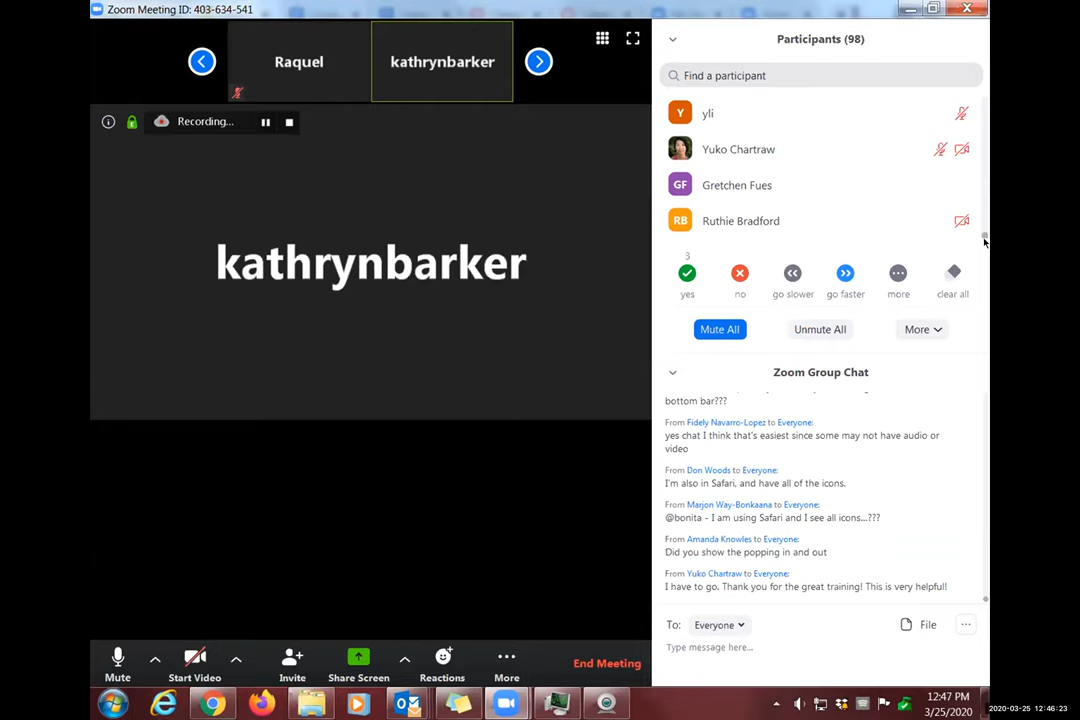 Zoom Meeting ID: 403-634-541
Raquel
kathrynbarker
Recording...
kathrynbarker
Participants (98)
Find a participant
Y yli
Yuko Chartraw
GF Gretchen Fues
RB Ruthie Bradford
3
yes no go slower go faster more clear all
Mute All Unmute All More
Zoom Group Chat
bottom bar???
From Fidely Navarro-Lopez to Everyone:
yes chat I think that's easiest since some may not have audio or
video
From Don Woods to Everyone:
I'm also in Safari, and have all of the icons.
From Marjon Way-Bonkaana to Everyone:
@bonita - I am using Safari and I see all icons...???
From Amanda Knowles to Everyone:
Did you show the popping in and out
From Yuko Chartraw to Everyone:
I have to go. Thank you for the great training! This is very helpful!
To: Everyone File
Type message here...
Mute Start Video Invite Share Screen Reactions More End Meeting
12:47 PM
3/25/2020
2020-03-25 12:46:23